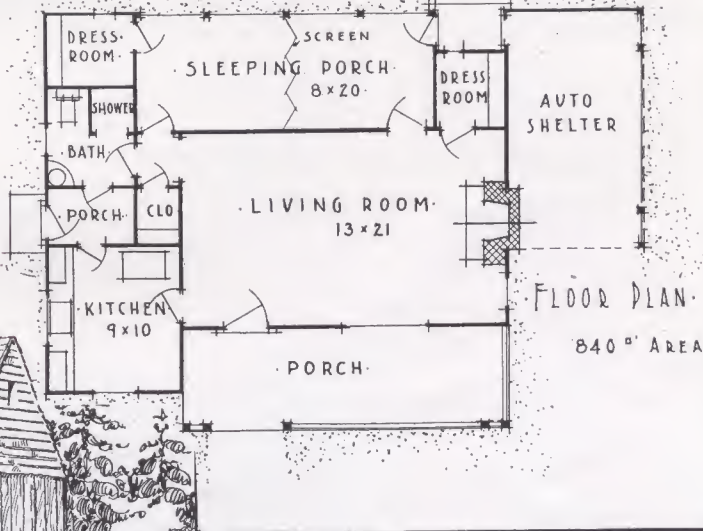 DRESS·
ROOM·
SCREEN
·SLEEPING PORCH·
8×20·
SHOWER
DRESS
ROOM
AUTO
SHELTER
·BATH·
·PORCH·
CLO
·LIVING ROOM·
13×21
·KITCHEN
9×10
·FLOOR PLAN·
840 □' AREA
·PORCH·